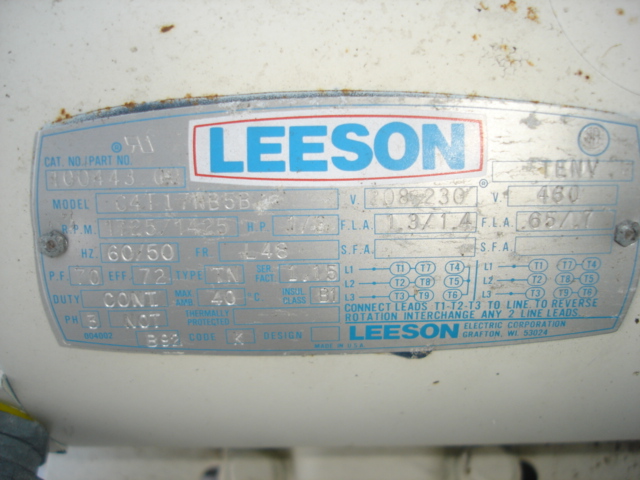 LEESON
CAT. NO./PART NO. TENV
MODEL V. 208-230 V. 460
R.P.M. 1725/1425 H.P. F.L.A. 1.3/1.4 F.L.A. .65/.7
HZ. 60/50 FR L48 S.F.A. S.F.A.
P.F. 70 EFF 72 TYPE TN SER. FACT. 1.15 L1 T1 T7 T4 L1 T1 T7 T4
L2 T2 T8 T5 L2 T2 T8 T5
DUTY CONT MAX. AMB. 40 °C. INSUL CLASS B1 L3 T3 T9 T6 L3 T3 T9 T6
CONNECT LEADS T1-T2-T3 TO LINE TO REVERSE
ROTATION INTERCHANGE ANY 2 LINE LEADS.
PH 3 NOT THERMALLY PROTECTED
B92 CODE K DESIGN LEESON ELECTRIC CORPORATION
GRAFTON, WI. 53024
MADE IN U.S.A.